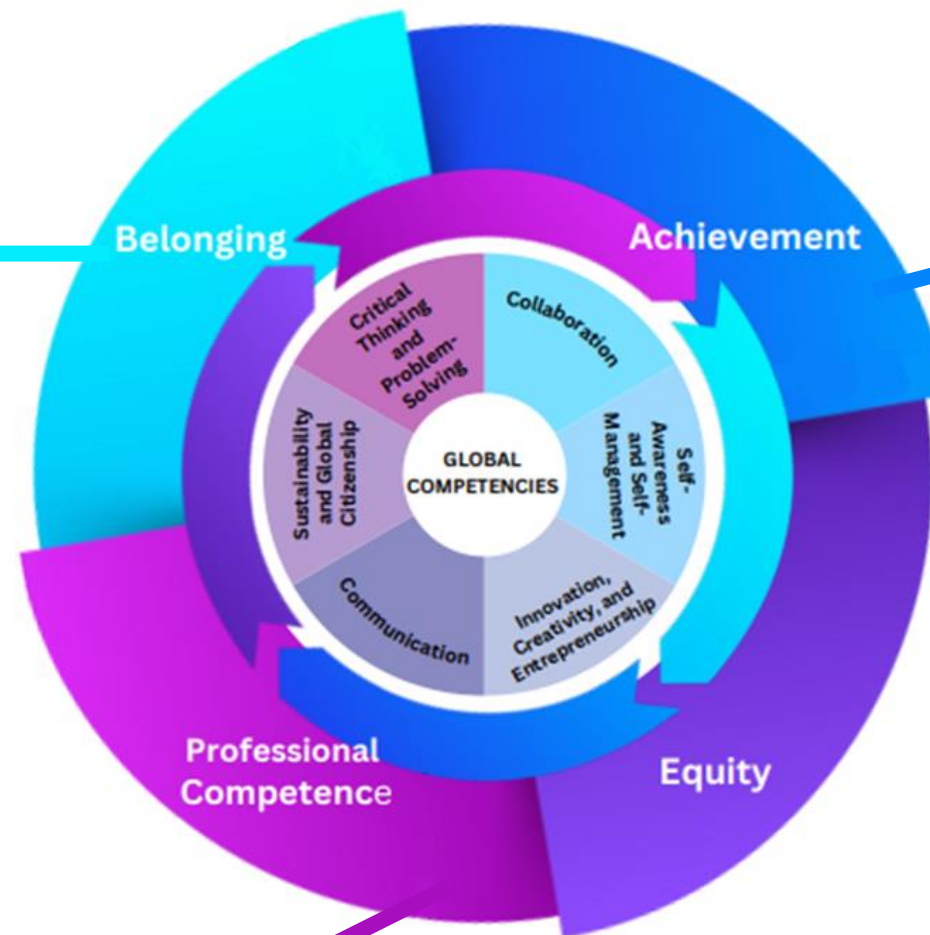 Belonging
Achievement
Critical
Thinking
and
Problem-
Solving
Collaboration
Sustainability
and Global
Citizenship
GLOBAL
COMPETENCIES
Self-
Awareness
and Self-
Management
Communication
Innovation,
Creativity, and
Entrepreneurship
Professional
Competence
Equity